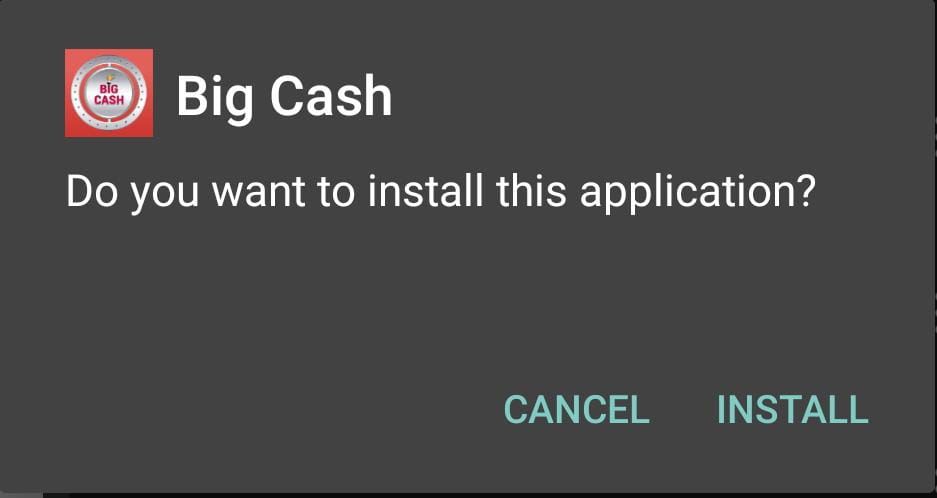 BIG
CASH
Big Cash
Do you want to install this application?
CANCEL INSTALL